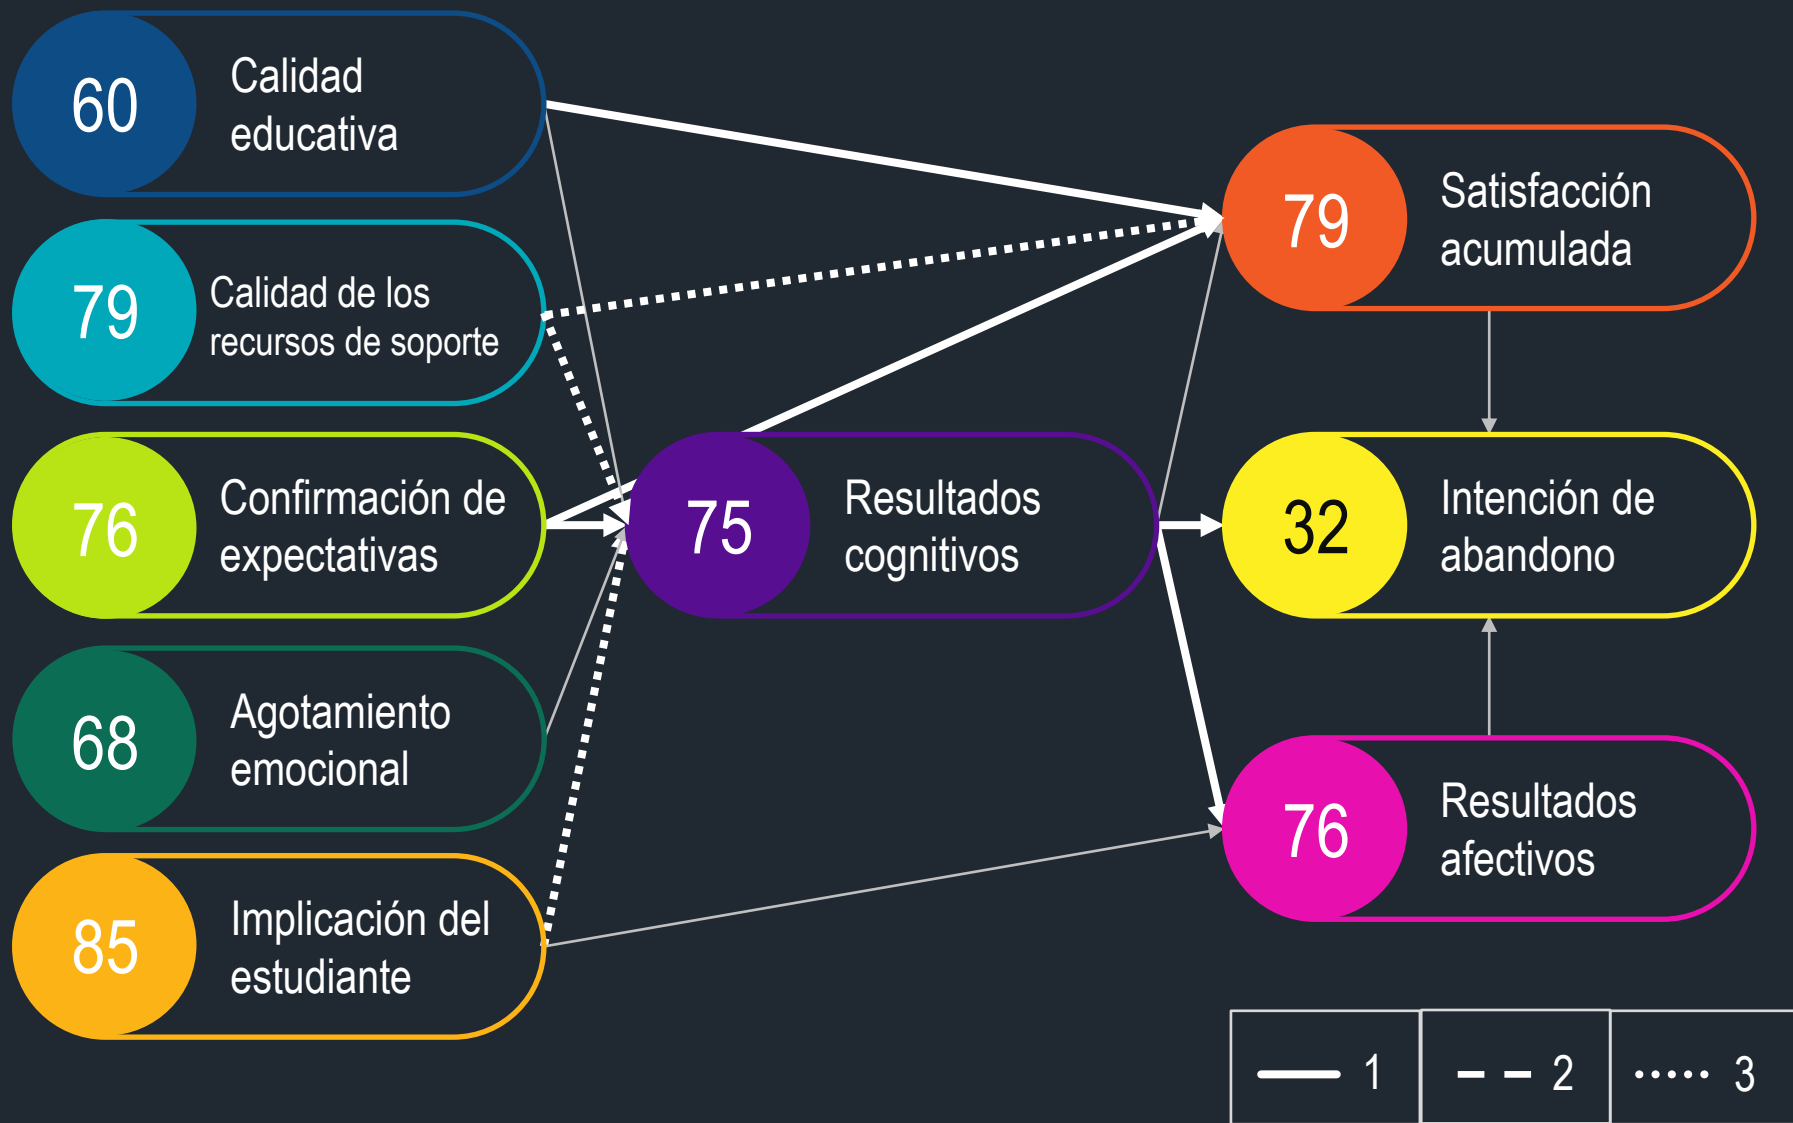 60
Calidad
educativa
79
Calidad de los
recursos de soporte
76
Confirmación de
expectativas
68
Agotamiento
emocional
85
Implicación del
estudiante
75
Resultados
cognitivos
79
Satisfacción
acumulada
32
Intención de
abandono
76
Resultados
afectivos
1
2
3